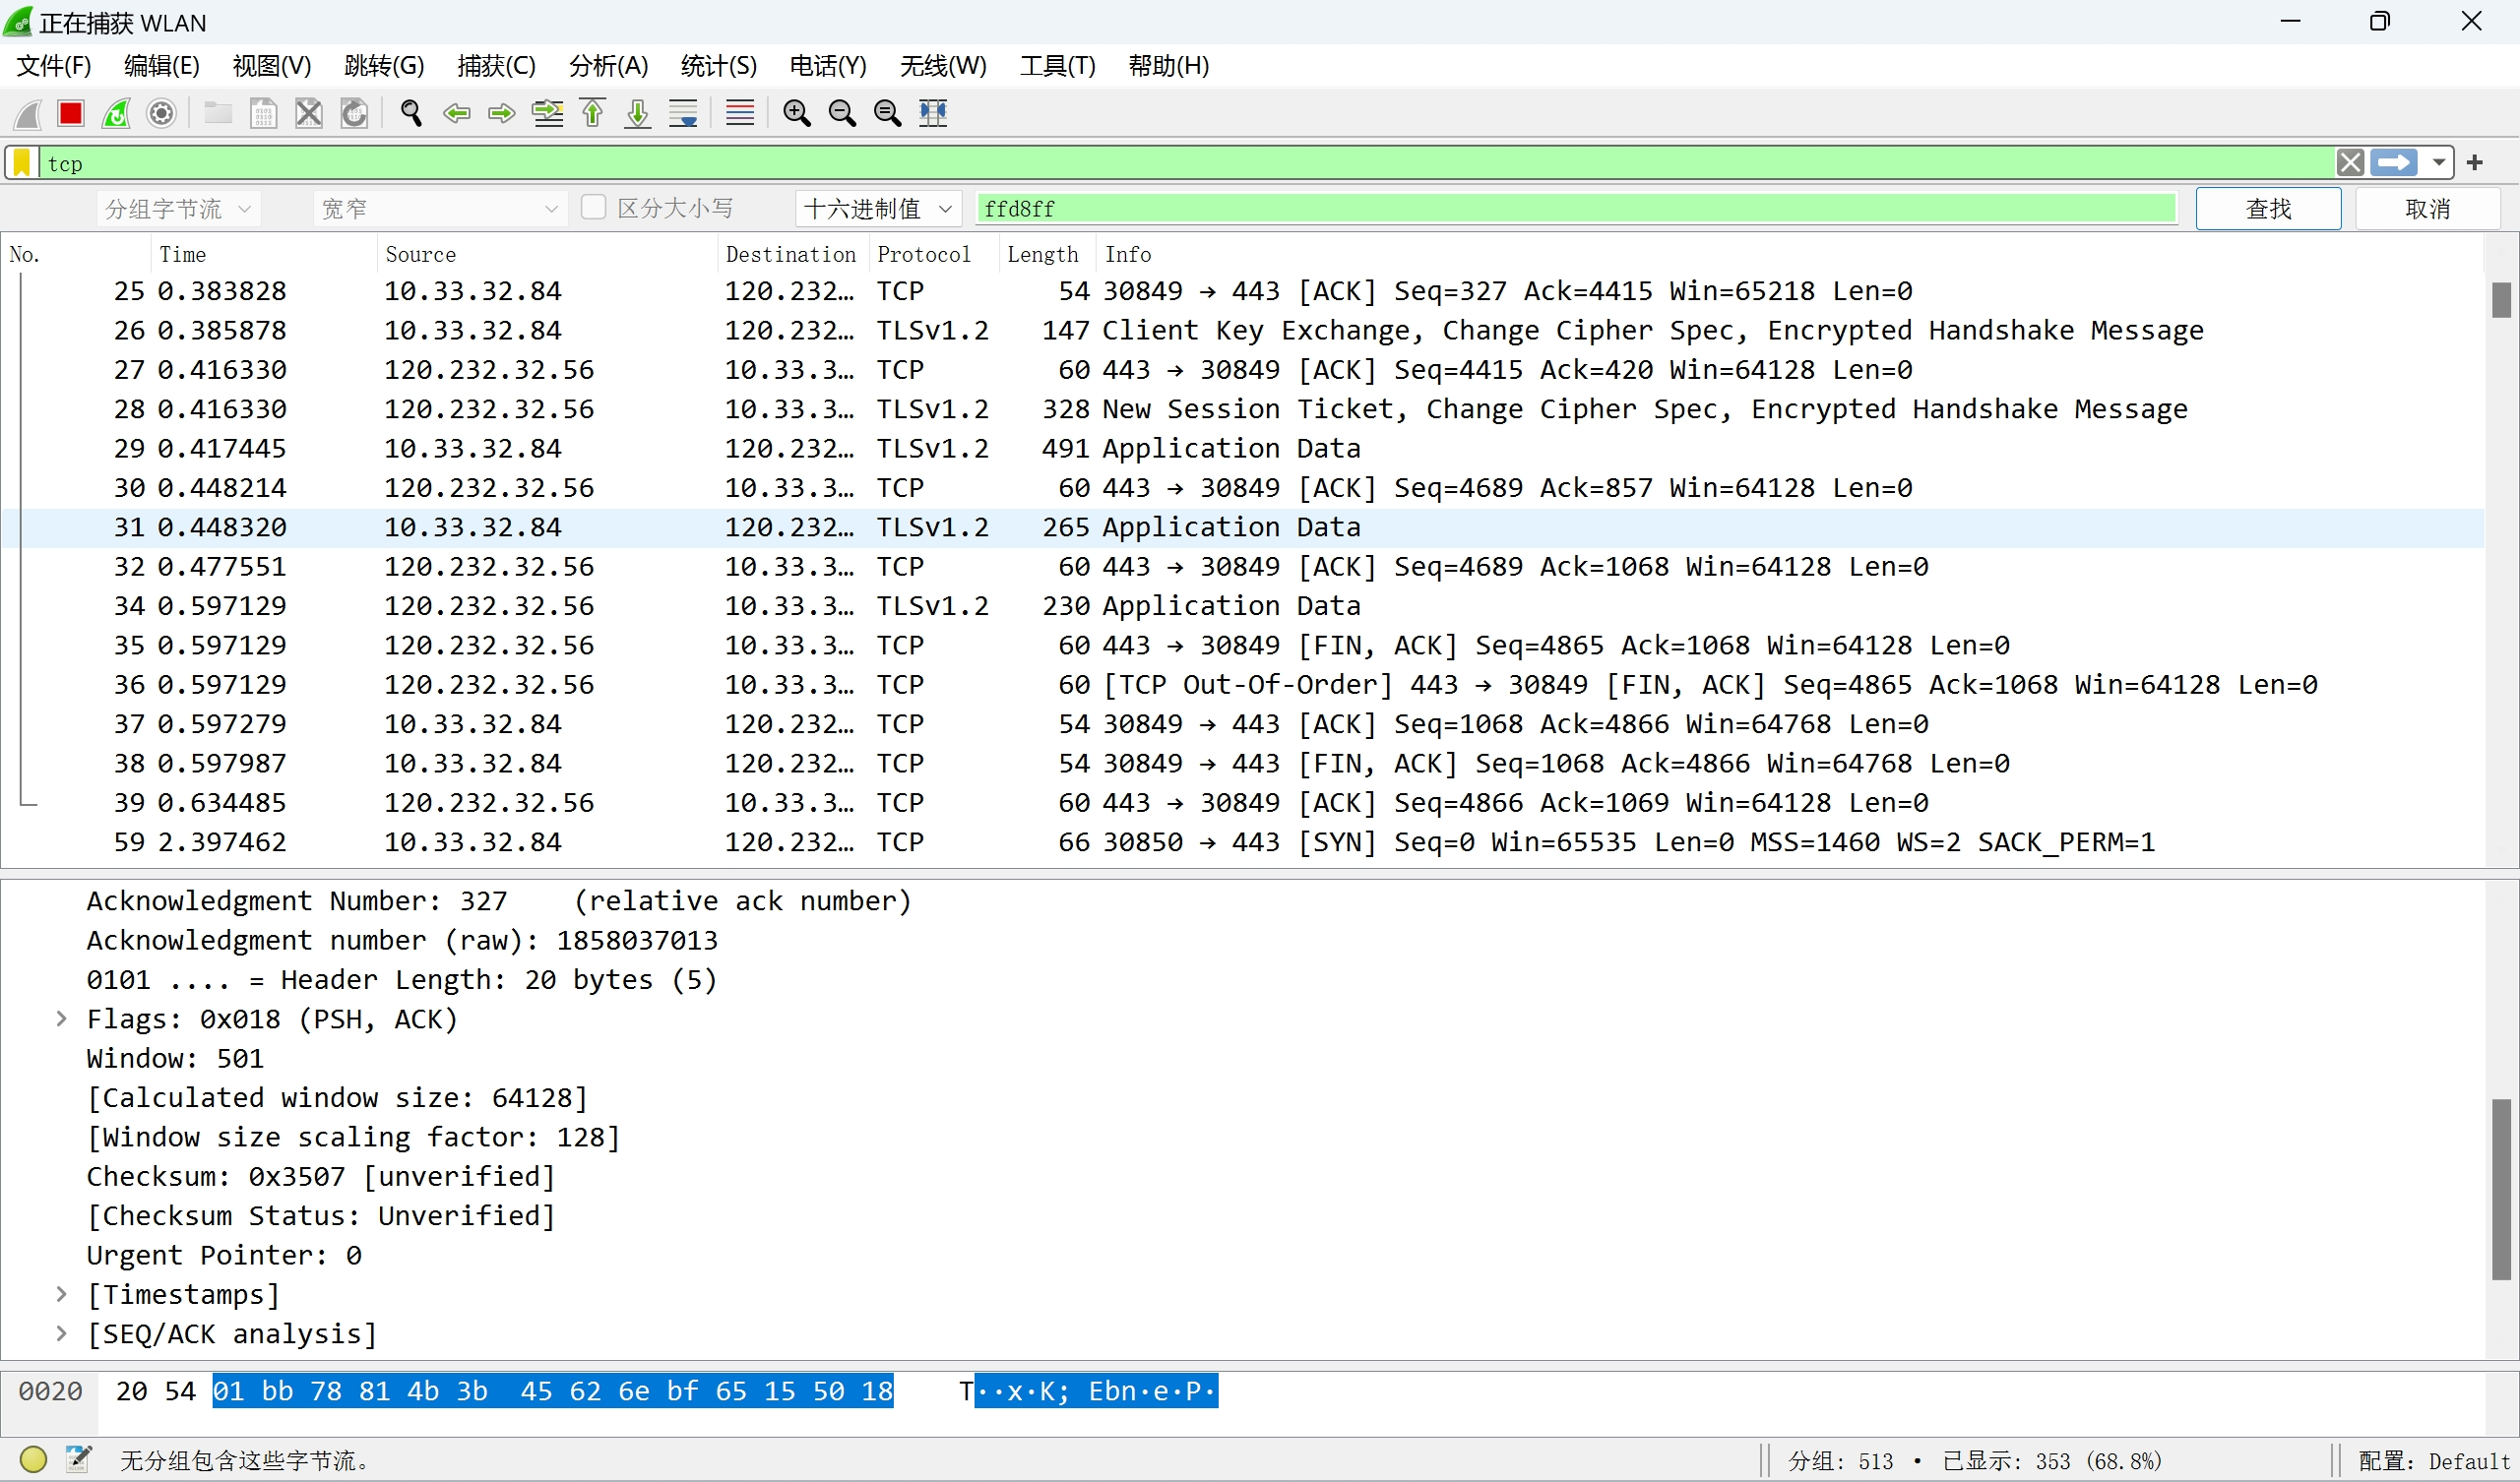 正在捕获 WLAN
文件(F) 编辑(E) 视图(V) 跳转(G) 捕获(C) 分析(A) 统计(S) 电话(Y) 无线(W) 工具(T) 帮助(H)
tcp
分组字节流 宽窄 区分大小写 十六进制值 ffd8ff 查找 取消
No. Time Source Destination Protocol Length Info
25 0.383828 10.33.32.84 120.232… TCP 54 30849 → 443 [ACK] Seq=327 Ack=4415 Win=65218 Len=0
26 0.385878 10.33.32.84 120.232… TLSv1.2 147 Client Key Exchange, Change Cipher Spec, Encrypted Handshake Message
27 0.416330 120.232.32.56 10.33.3… TCP 60 443 → 30849 [ACK] Seq=4415 Ack=420 Win=64128 Len=0
28 0.416330 120.232.32.56 10.33.3… TLSv1.2 328 New Session Ticket, Change Cipher Spec, Encrypted Handshake Message
29 0.417445 10.33.32.84 120.232… TLSv1.2 491 Application Data
30 0.448214 120.232.32.56 10.33.3… TCP 60 443 → 30849 [ACK] Seq=4689 Ack=857 Win=64128 Len=0
31 0.448320 10.33.32.84 120.232… TLSv1.2 265 Application Data
32 0.477551 120.232.32.56 10.33.3… TCP 60 443 → 30849 [ACK] Seq=4689 Ack=1068 Win=64128 Len=0
34 0.597129 120.232.32.56 10.33.3… TLSv1.2 230 Application Data
35 0.597129 120.232.32.56 10.33.3… TCP 60 443 → 30849 [FIN, ACK] Seq=4865 Ack=1068 Win=64128 Len=0
36 0.597129 120.232.32.56 10.33.3… TCP 60 [TCP Out-Of-Order] 443 → 30849 [FIN, ACK] Seq=4865 Ack=1068 Win=64128 Len=0
37 0.597279 10.33.32.84 120.232… TCP 54 30849 → 443 [ACK] Seq=1068 Ack=4866 Win=64768 Len=0
38 0.597987 10.33.32.84 120.232… TCP 54 30849 → 443 [FIN, ACK] Seq=1068 Ack=4866 Win=64768 Len=0
39 0.634485 120.232.32.56 10.33.3… TCP 60 443 → 30849 [ACK] Seq=4866 Ack=1069 Win=64128 Len=0
59 2.397462 10.33.32.84 120.232… TCP 66 30850 → 443 [SYN] Seq=0 Win=65535 Len=0 MSS=1460 WS=2 SACK_PERM=1
Acknowledgment Number: 327 (relative ack number)
Acknowledgment number (raw): 1858037013
0101 .... = Header Length: 20 bytes (5)
Flags: 0x018 (PSH, ACK)
Window: 501
[Calculated window size: 64128]
[Window size scaling factor: 128]
Checksum: 0x3507 [unverified]
[Checksum Status: Unverified]
Urgent Pointer: 0
[Timestamps]
[SEQ/ACK analysis]
0020 20 54 01 bb 78 81 4b 3b 45 62 6e bf 65 15 50 18 T··x·K; Ebn·e·P·
无分组包含这些字节流。 分组: 513 · 已显示: 353 (68.8%) 配置: Default